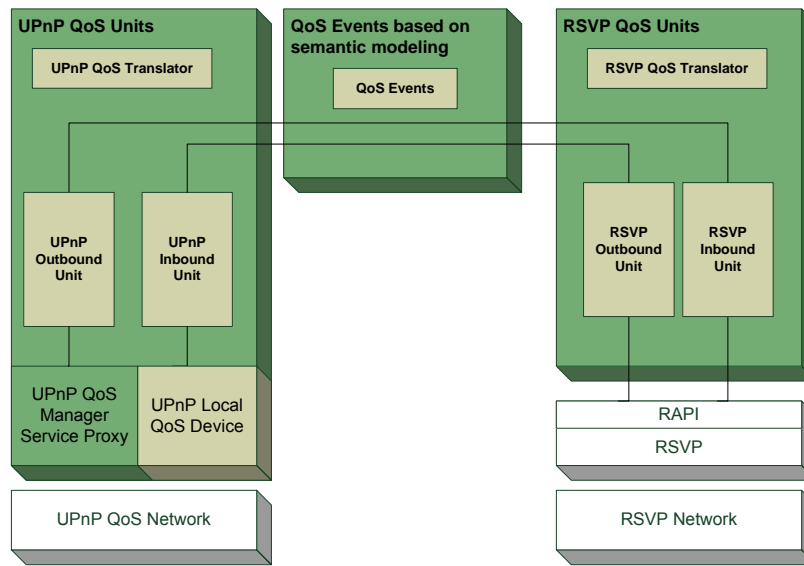 UPnP QoS Units
UPnP QoS Translator
QoS Events based on
semantic modeling
QoS Events
RSVP QoS Units
RSVP QoS Translator
UPnP
Outbound
Unit
UPnP
Inbound
Unit
RSVP
Outbound
Unit
RSVP
Inbound
Unit
UPnP QoS
Manager
Service Proxy
UPnP Local
QoS Device
RAPI
RSVP
UPnP QoS Network
RSVP Network